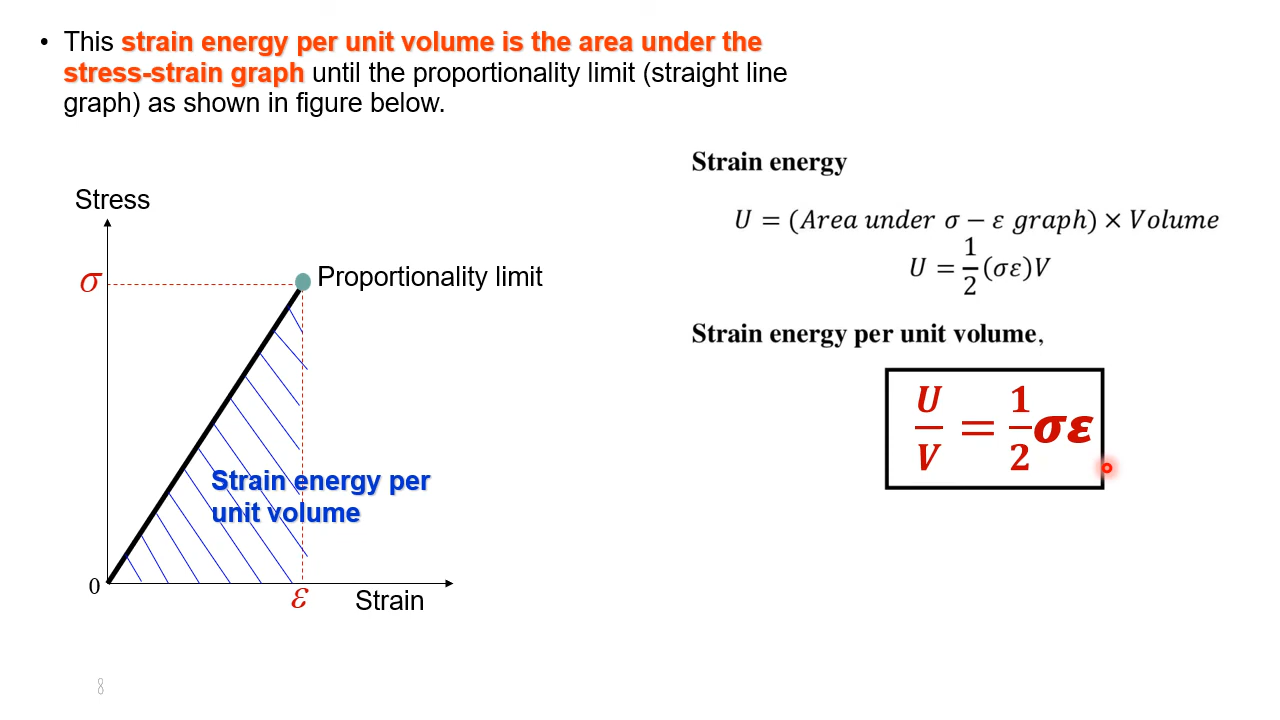 • This strain energy per unit volume is the area under the
stress-strain graph until the proportionality limit (straight line
graph) as shown in figure below.
Strain energy
U = (Area under σ − ε graph) × Volume
U = 1/2 (σε)V
Strain energy per unit volume,
U/V = 1/2 σε
Stress
σ
Proportionality limit
Strain energy per
unit volume
0
ε
Strain
8